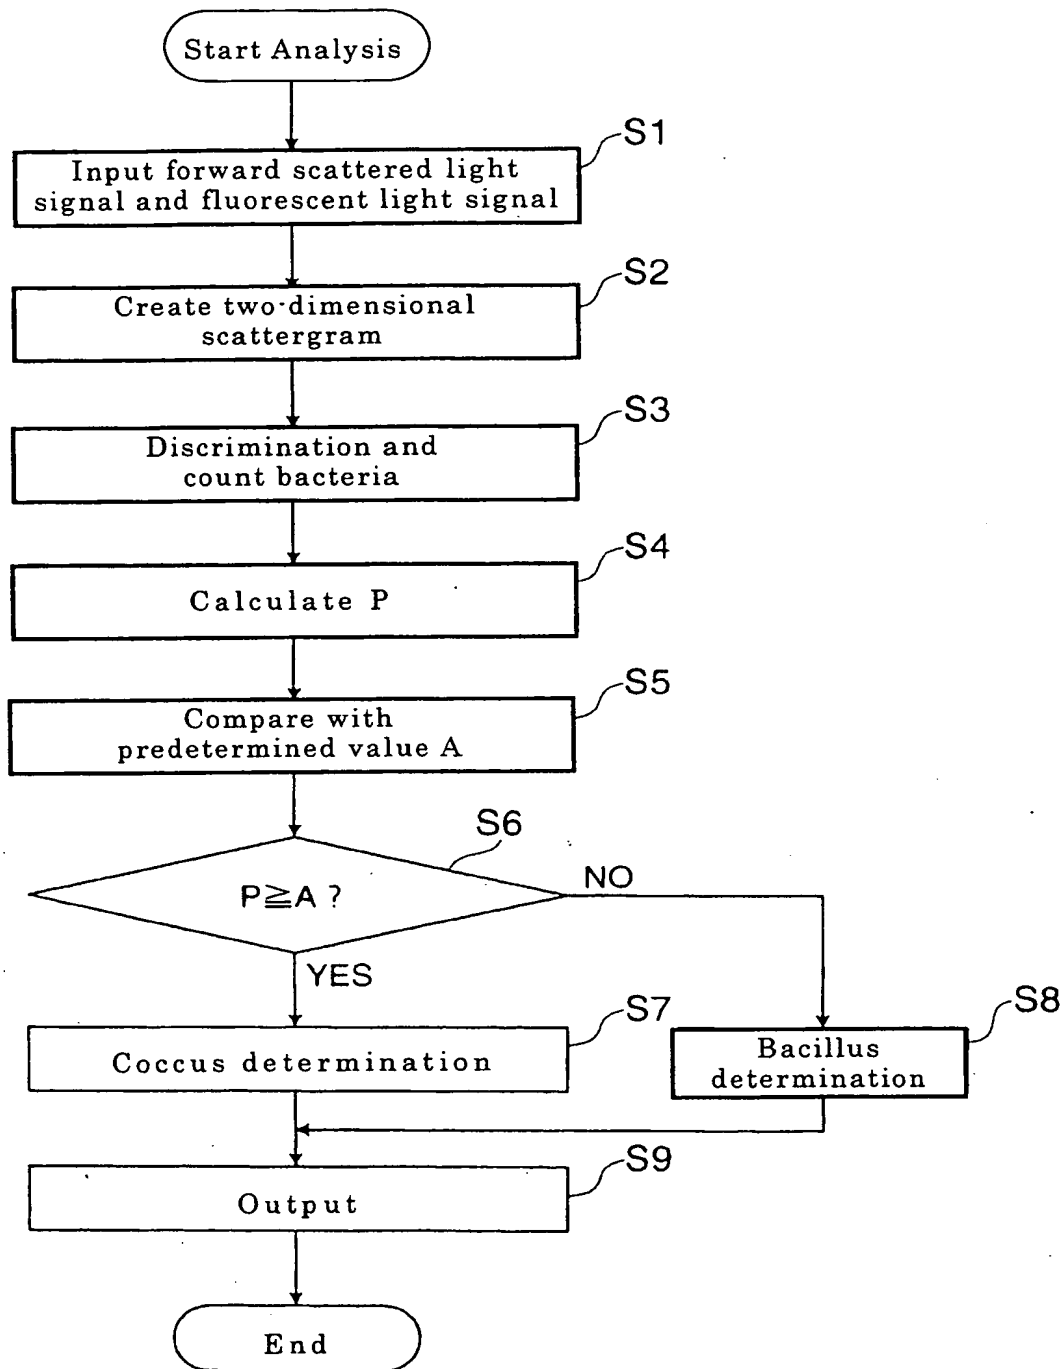 Start Analysis
S1
Input forward scattered light
signal and fluorescent light signal
S2
Create two-dimensional
scattergram
S3
Discrimination and
count bacteria
S4
Calculate P
S5
Compare with
predetermined value A
S6
P≧A ?
NO
YES
S7
Coccus determination
S8
Bacillus
determination
S9
Output
End